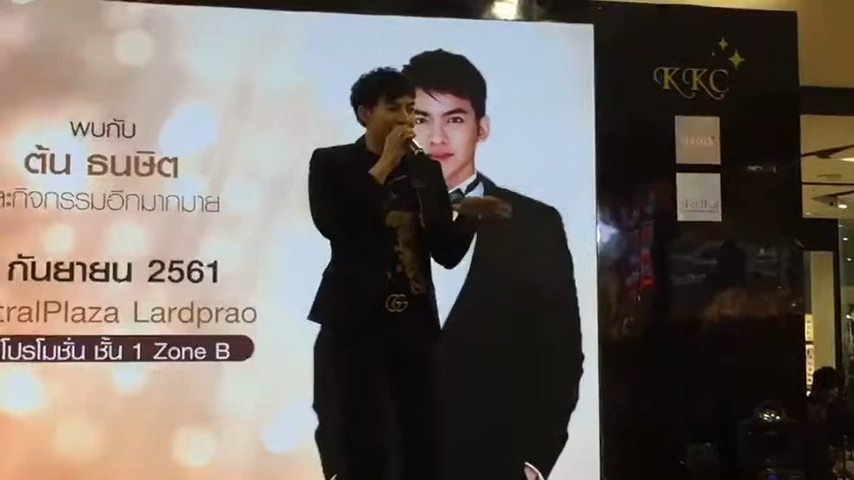 พบกับ
ต้น ธนษิต
ะกิจกรรมอีกมากมาย
กันยายน 2561
tralPlaza Lardprao
โปรโมชั่น ชั้น 1 Zone B
KKC